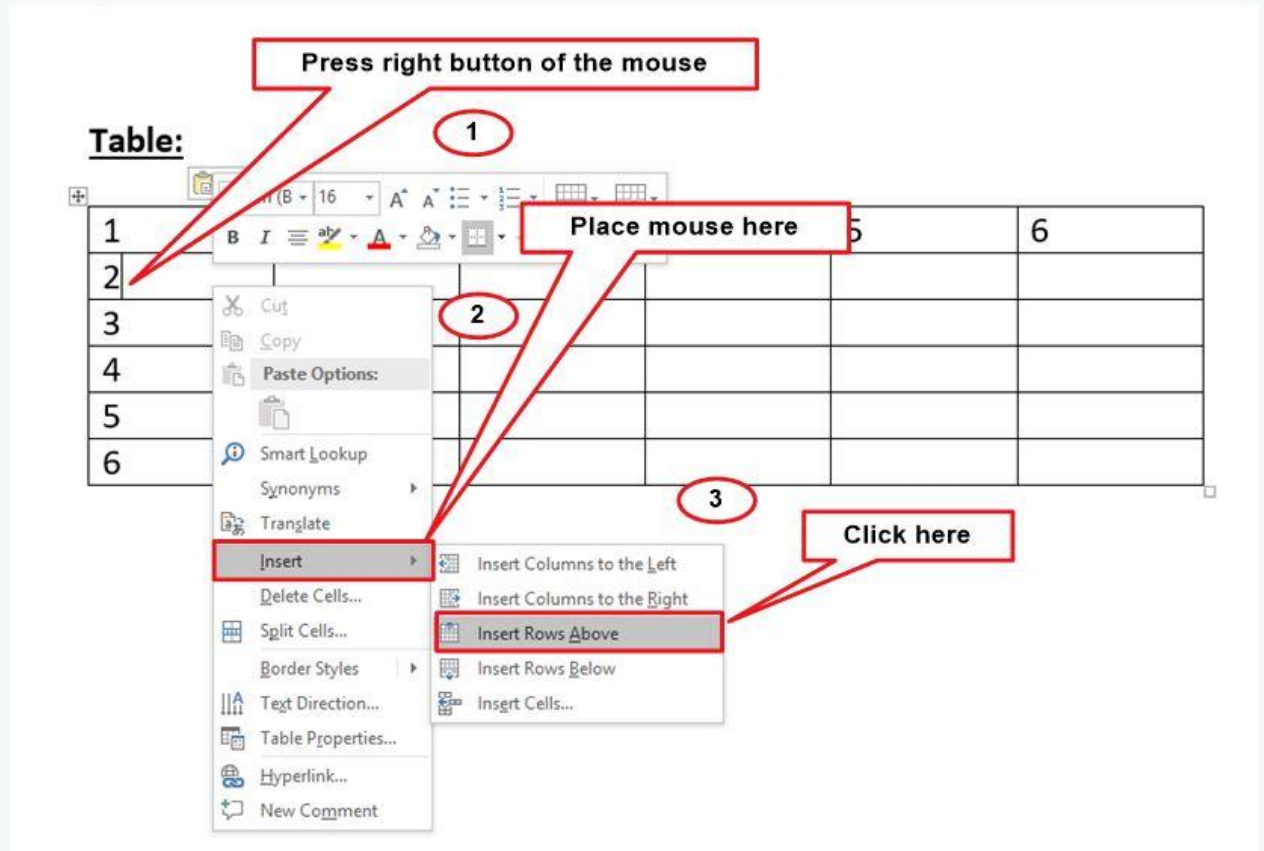 Press right button of the mouse
1
Table:
(B 16
Place mouse here
1 5 6
2
2
3
4
5
6
Cut
Copy
Paste Options:
Smart Lookup
Synonyms
Translate
3
Click here
Insert
Delete Cells...
Split Cells...
Border Styles
Text Direction...
Table Properties...
Hyperlink...
New Comment
Insert Columns to the Left
Insert Columns to the Right
Insert Rows Above
Insert Rows Below
Insert Cells...